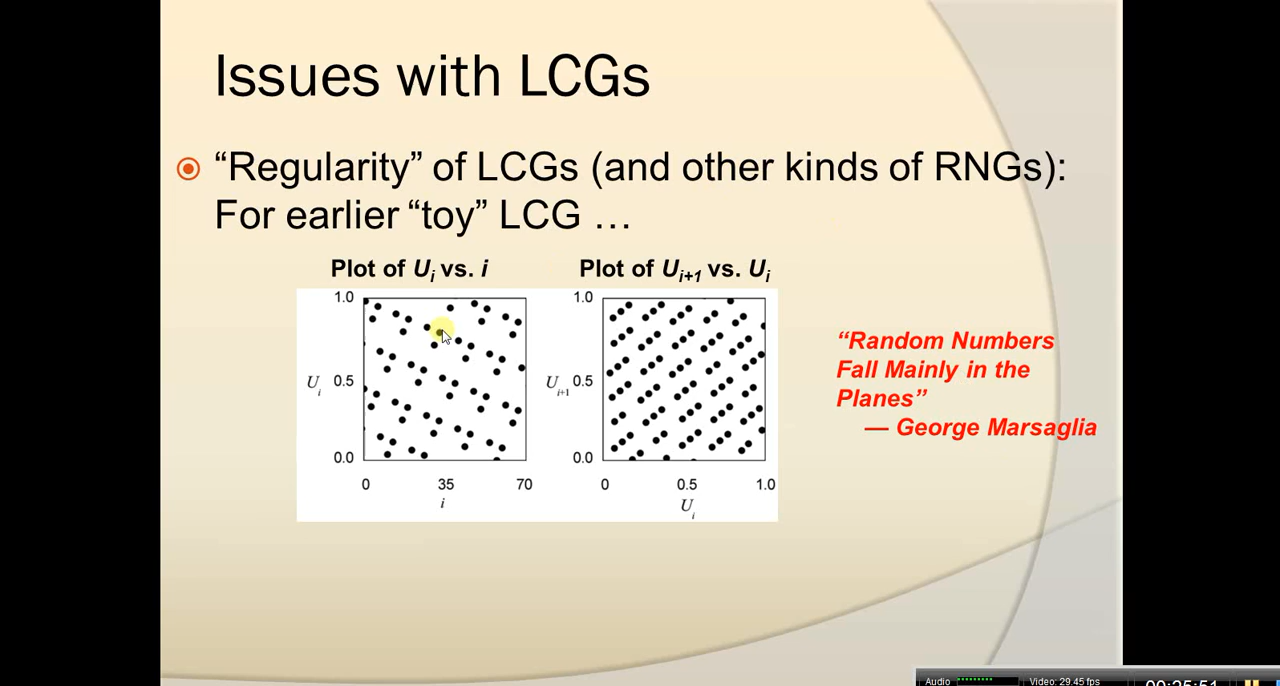 Issues with LCGs
“Regularity” of LCGs (and other kinds of RNGs):
For earlier “toy” LCG …
Plot of Ui vs. i
Plot of Ui+1 vs. Ui
1.0
Ui 0.5
0.0
0 35 70
i
1.0
Ui+1 0.5
0.0
0 0.5 1.0
Ui
“Random Numbers
Fall Mainly in the
Planes”
— George Marsaglia
Audio
Video: 29.45 fps
00:25:51